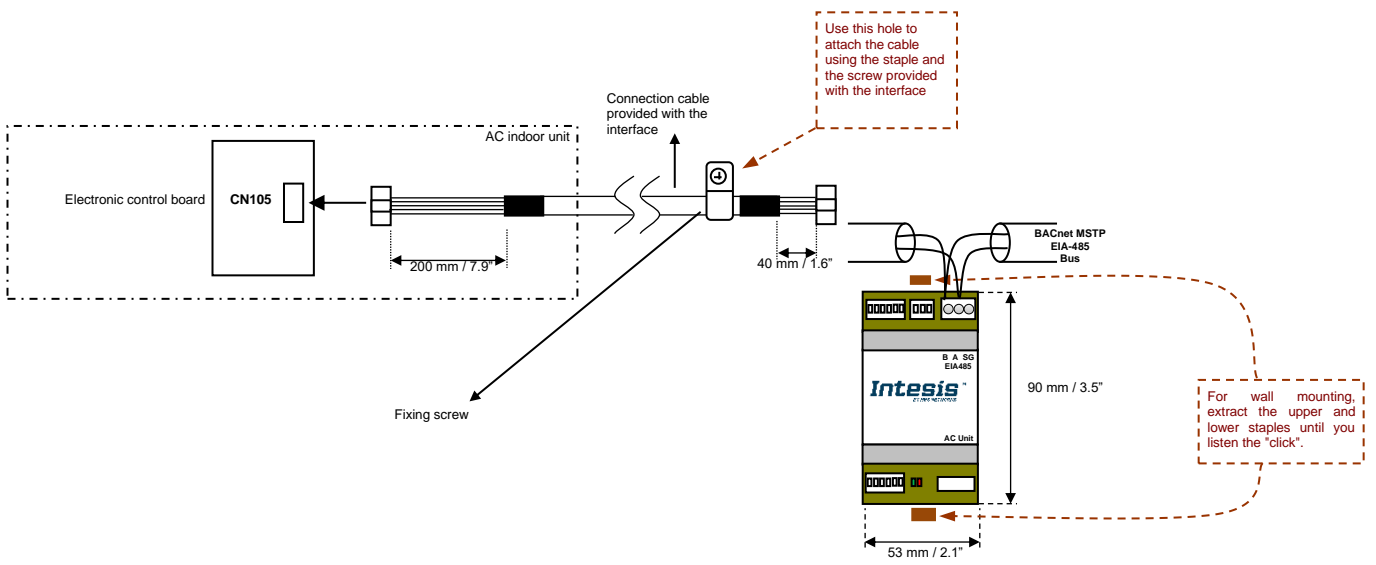 Use this hole to
attach the cable
using the staple and
the screw provided
with the interface
Connection cable
provided with the
interface
AC indoor unit
Electronic control board
CN105
200 mm / 7.9”
40 mm / 1.6”
BACnet MSTP
EIA-485
Bus
B A SG
EIA485
Intesis™
90 mm / 3.5”
AC Unit
Fixing screw
For wall mounting,
extract the upper and
lower staples until you
listen the "click".
53 mm / 2.1”